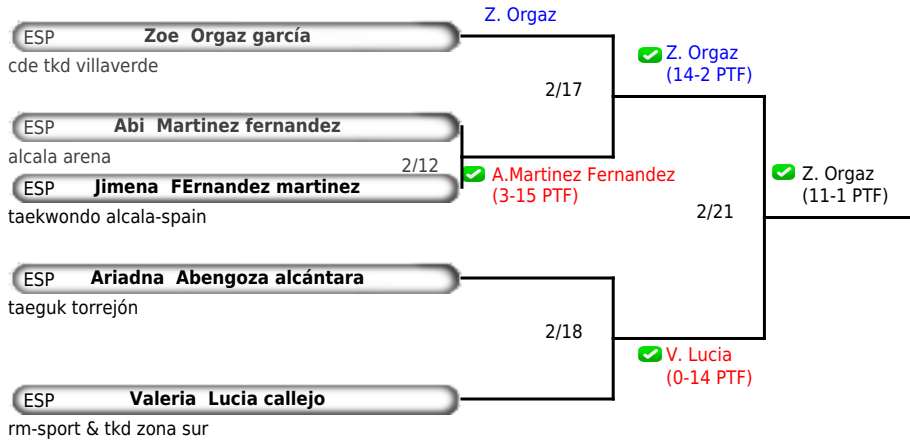 Z. Orgaz
ESP Zoe Orgaz garcía
cde tkd villaverde
Z. Orgaz
(14-2 PTF)
2/17
ESP Abi Martinez fernandez
alcala arena
2/12
A.Martinez Fernandez
(3-15 PTF)
ESP Jimena FErnandez martinez
taekwondo alcala-spain
Z. Orgaz
(11-1 PTF)
2/21
ESP Ariadna Abengoza alcántara
taeguk torrejón
2/18
V. Lucia
(0-14 PTF)
ESP Valeria Lucia callejo
rm-sport & tkd zona sur